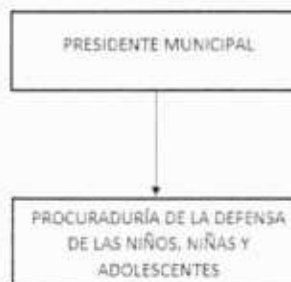 PRESIDENTE MUNICIPAL
PROCURADURÍA DE LA DEFENSA
DE LAS NIÑOS, NIÑAS Y
ADOLESCENTES